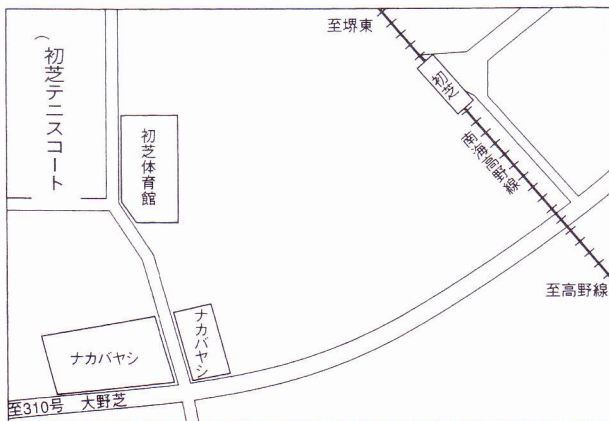 至堺東
初芝
南海高野線
至高野線
（初芝テニスコート
初芝体育館
ナカバヤシ
ナカバヤシ
至310号 大野芝